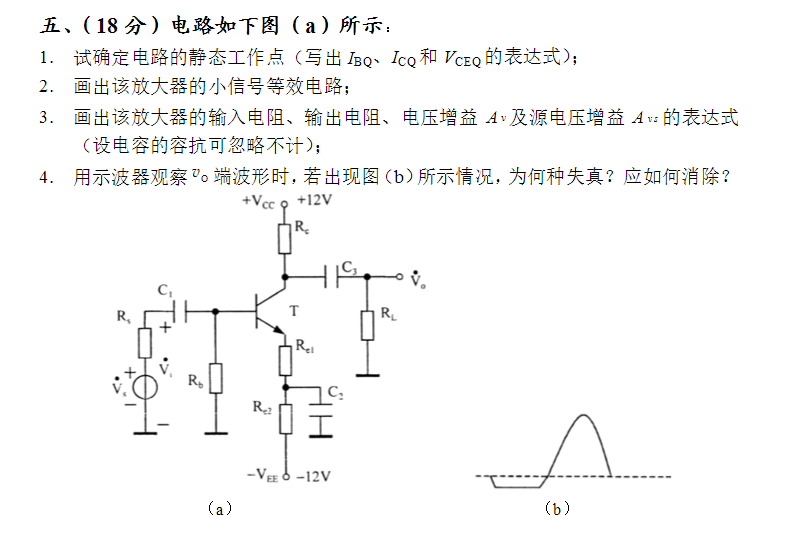 五、（18 分）电路如下图（a）所示：
1. 试确定电路的静态工作点（写出 IBQ、ICQ 和 VCEQ 的表达式）；
2. 画出该放大器的小信号等效电路；
3. 画出该放大器的输入电阻、输出电阻、电压增益 Av 及源电压增益 Avs 的表达式
（设电容的容抗可忽略不计）；
4. 用示波器观察 vo 端波形时，若出现图（b）所示情况，为何种失真？应如何消除？
+VCC +12V
Rc
C3
V̇o
C1
Rs
+
T
RL
Re1
+
V̇s
V̇i
Rb
−
C2
Re2
−
−VEE −12V
（a）
（b）